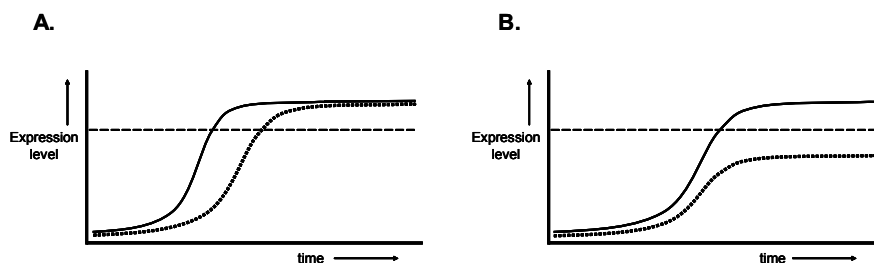 A.
Expression
level
time
B.
Expression
level
time